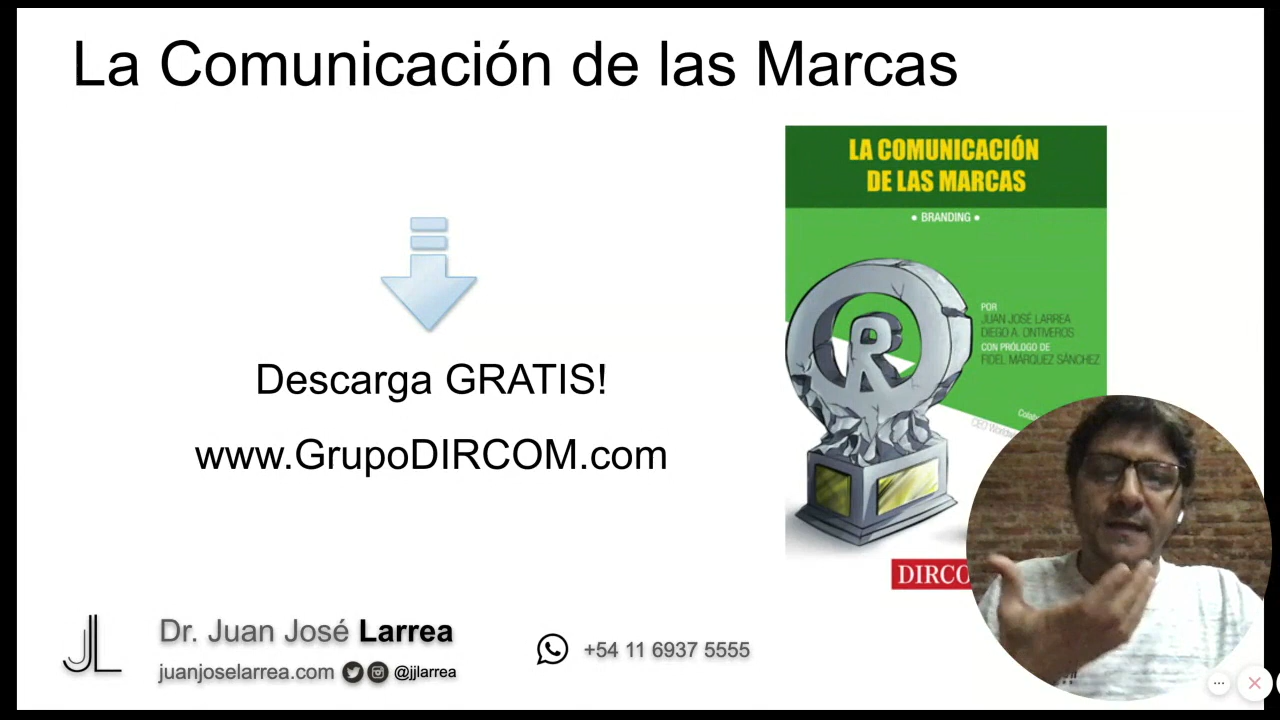 La Comunicación de las Marcas
LA COMUNICACIÓN
DE LAS MARCAS
• BRANDING •
R
POR
JUAN JOSÉ LARREA
DIEGO A. ONTIVEROS
CON PRÓLOGO DE
FIDEL MÁRQUEZ SÁNCHEZ
CEO
DIRCO
Descarga GRATIS!
www.GrupoDIRCOM.com
JL
Dr. Juan José Larrea
juanjoselarrea.com @jjlarrea
+54 11 6937 5555